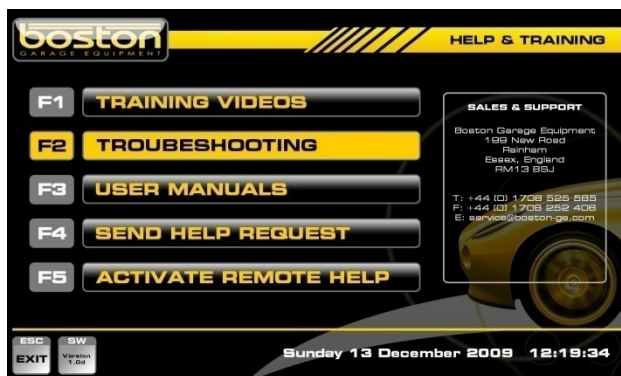 boston
GARAGE EQUIPMENT
HELP & TRAINING
F1 TRAINING VIDEOS
F2 TROUBESHOOTING
F3 USER MANUALS
F4 SEND HELP REQUEST
F5 ACTIVATE REMOTE HELP
SALES & SUPPORT
Boston Garage Equipment
199 New Road
Rainham
Essex, England
RM13 8SJ
T: +44 (0) 1708 525 585
F: +44 (0) 1708 252 408
E: service@boston-ge.com
ESC
EXIT
SW
Version
1.0d
Sunday 13 December 2009 12:19:34